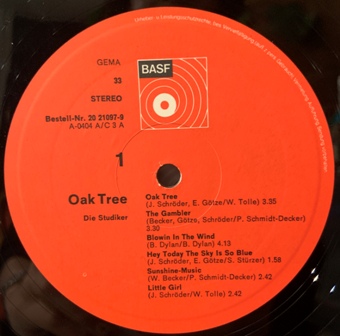 GEMA
BASF
33
STEREO
Bestell-Nr. 20 21697-9
A-0404 A/C 3 A
1
Oak Tree
Die Studiker
Oak Tree
(J. Schröder, E. Götze/W. Tolle) 3.35
The Gambler
(Becker, Götzs, Schröder/P. Schmidt-Decker)
3.30
Blowin In The Wind
(B. Dylan/B. Dylan) 4.13
Hey Today The Sky Is So Blue
(J. Schröder, E. Götze/S. Stürzer) 1.58
Sunshine-Music
(W. Becker/P. Schmidt-Decker) 2.42
Little Girl
(J. Schröder/W. Tolle) 2.42